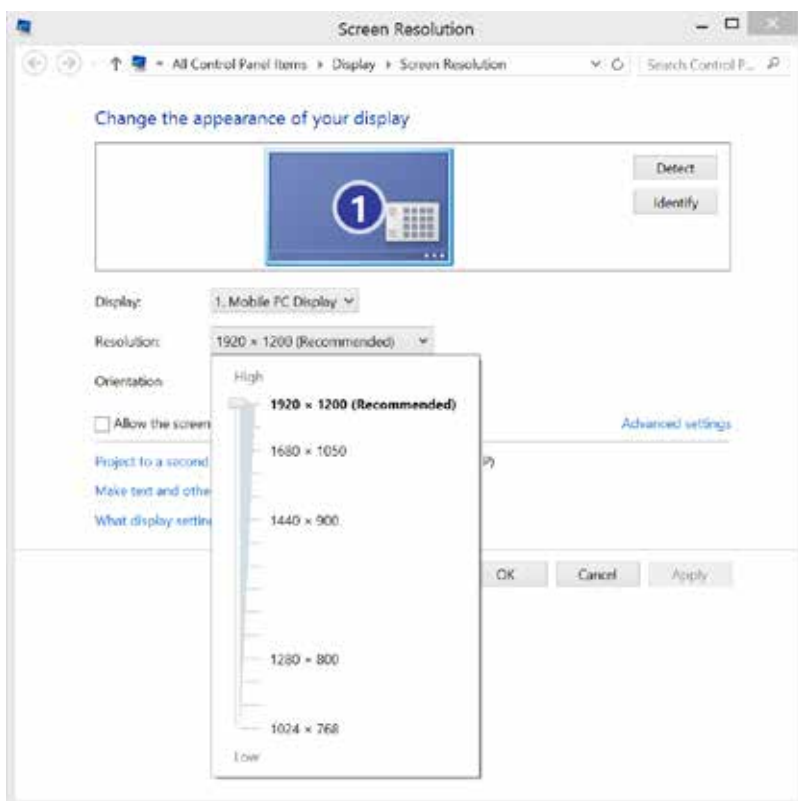 Screen Resolution
All Control Panel Items Display Screen Resolution
Search Control P...
Change the appearance of your display
1
Detect
Identify
Display: 1. Mobile PC Display
Resolution: 1920 × 1200 (Recommended)
Orientation
High
1920 × 1200 (Recommended)
Allow the screen
Advanced settings
1680 × 1050
Project to a second
P)
Make text and othe
What display settin
1440 × 900
OK Cancel Apply
1280 × 800
1024 × 768
Low